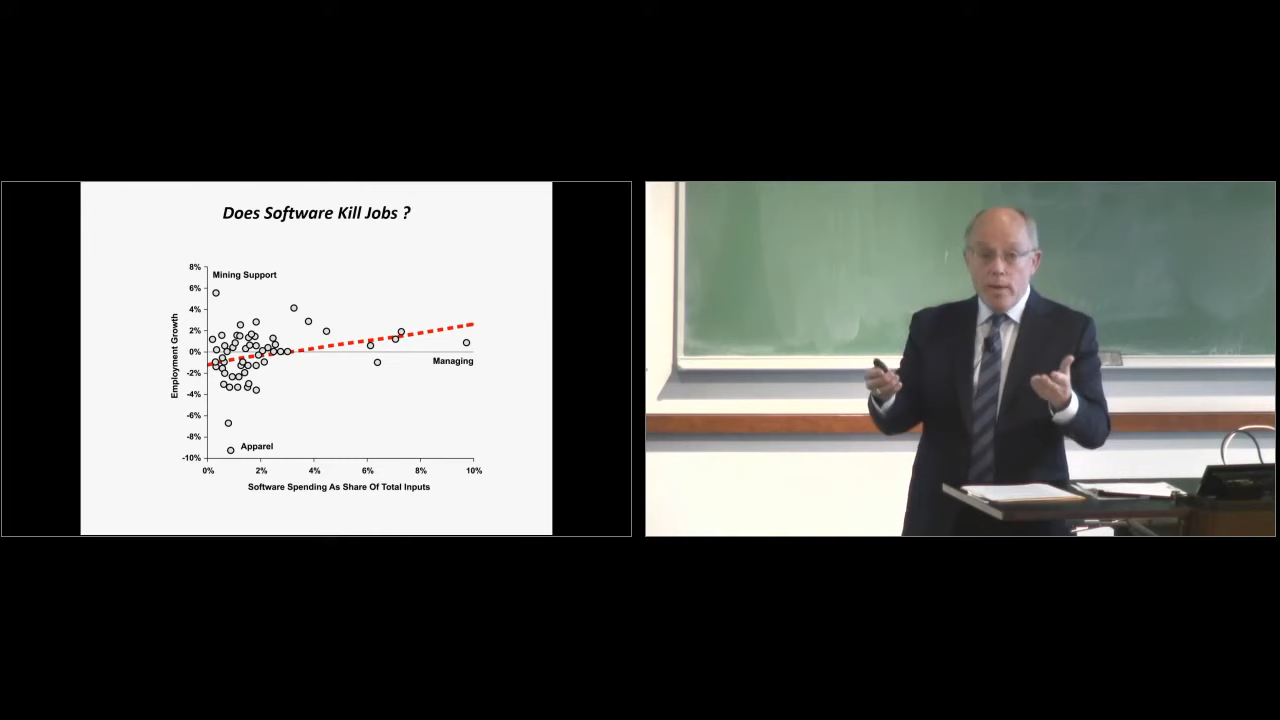 Does Software Kill Jobs ?
8%
Mining Support
6%
4%
2%
0%
-2%
-4%
-6%
-8%
-10%
Employment Growth
Managing
Apparel
0%
2%
4%
6%
8%
10%
Software Spending As Share Of Total Inputs